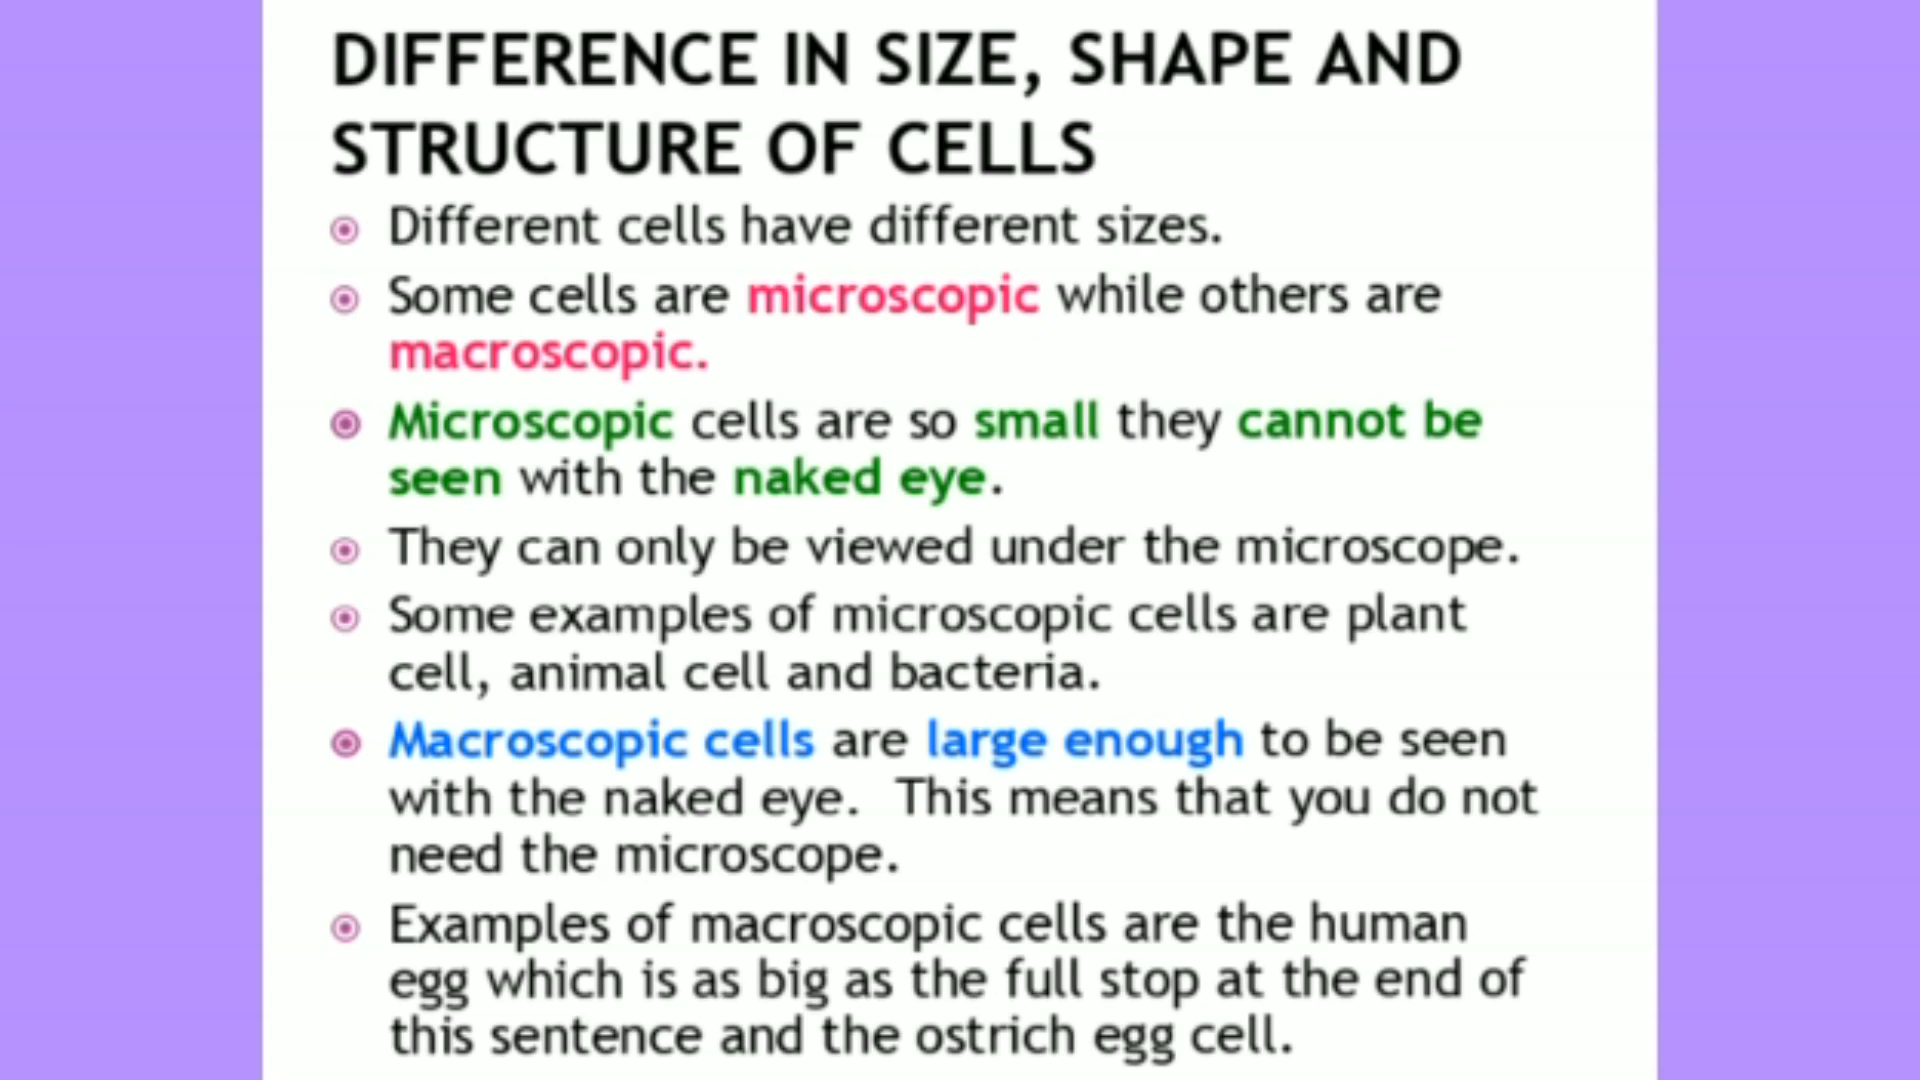 DIFFERENCE IN SIZE, SHAPE AND
STRUCTURE OF CELLS
Different cells have different sizes.
Some cells are microscopic while others are
macroscopic.
Microscopic cells are so small they cannot be
seen with the naked eye.
They can only be viewed under the microscope.
Some examples of microscopic cells are plant
cell, animal cell and bacteria.
Macroscopic cells are large enough to be seen
with the naked eye.  This means that you do not
need the microscope.
Examples of macroscopic cells are the human
egg which is as big as the full stop at the end of
this sentence and the ostrich egg cell.